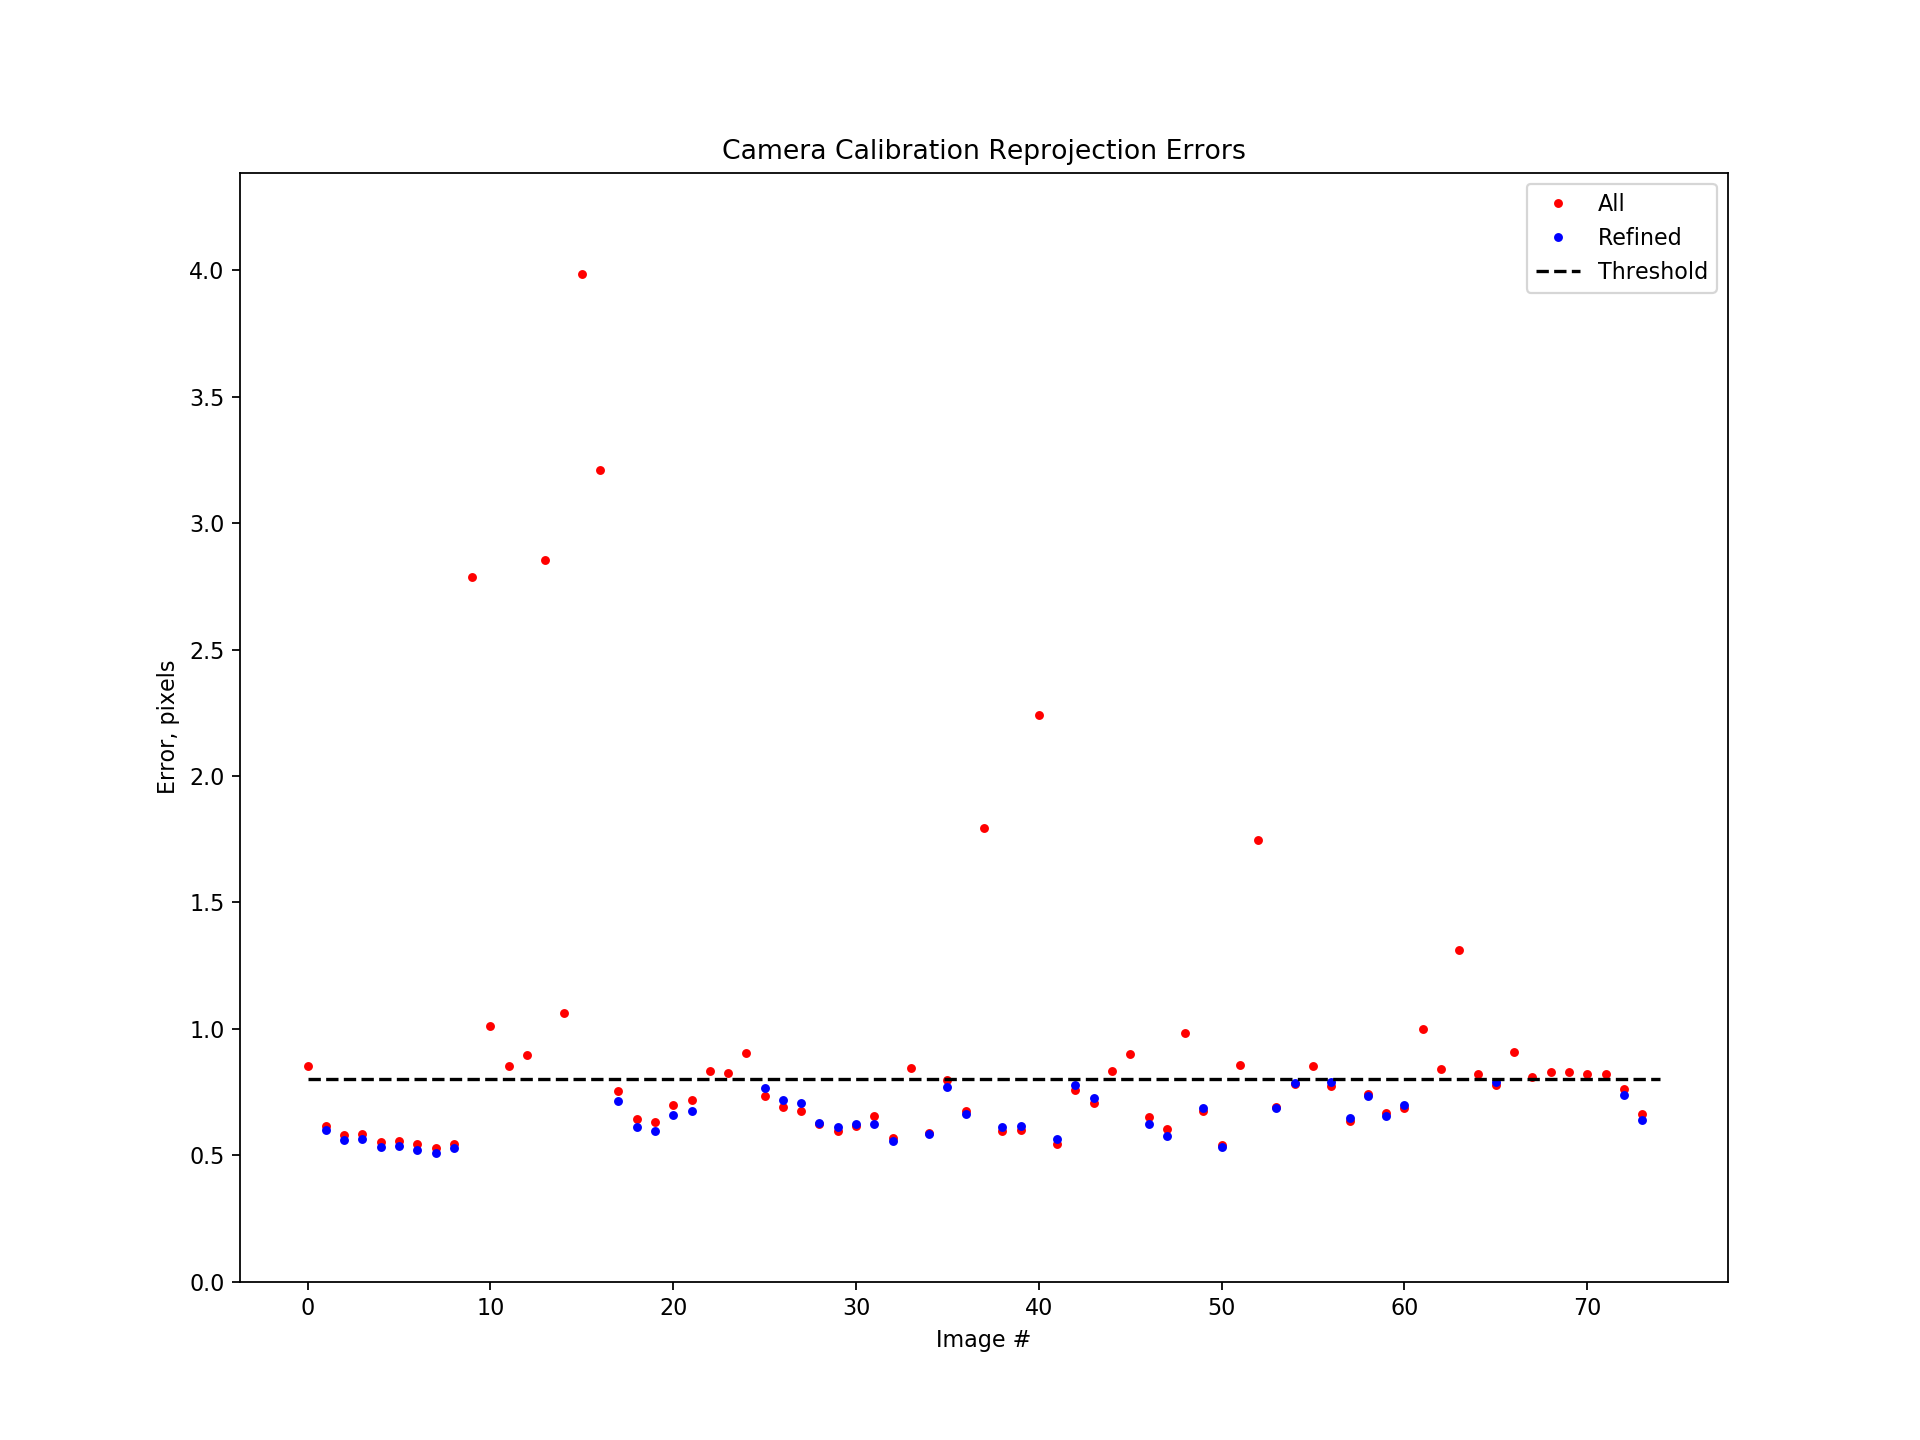 Camera Calibration Reprojection Errors
All
Refined
Threshold
4.0
3.5
3.0
2.5
2.0
1.5
1.0
0.5
0.0
Error, pixels
0 10 20 30 40 50 60 70
Image #